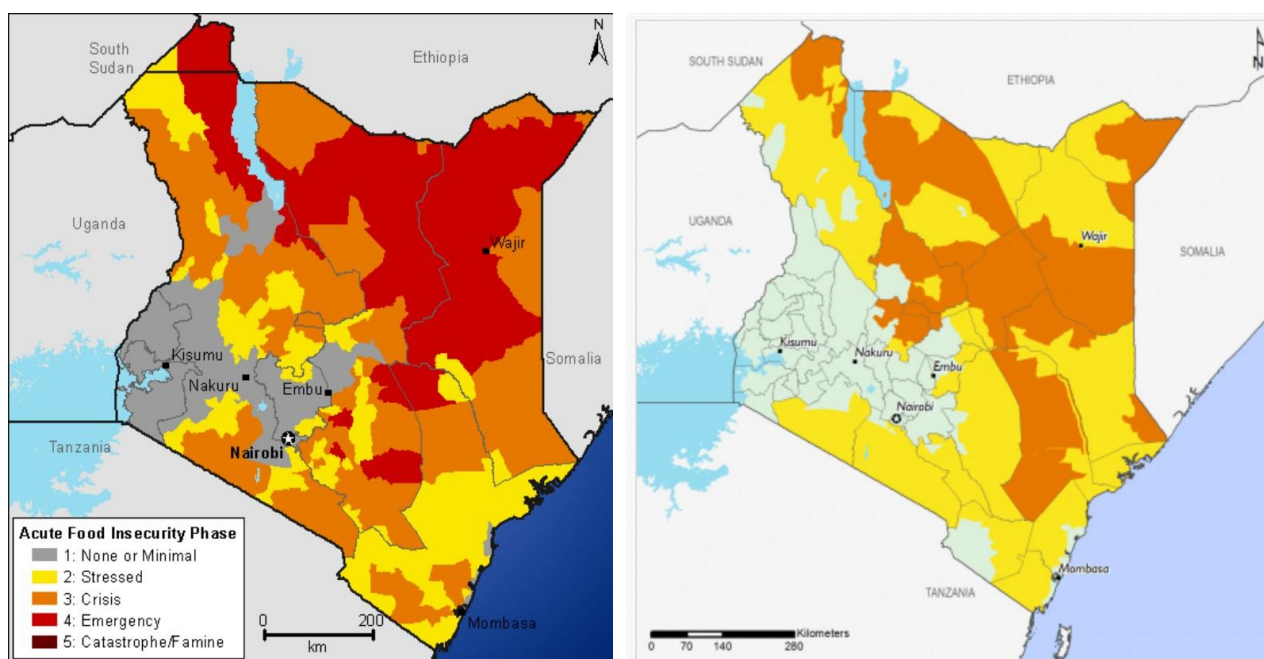 N
South
Sudan
Ethiopia
Uganda
Wajir
Somalia
Kisumu
Nakuru
Embu
Tanzania
Nairobi
Acute Food Insecurity Phase
1: None or Minimal
2: Stressed
3: Crisis
4: Emergency
5: Catastrophe/Famine
0 200
km
Mombasa
N
SOUTH SUDAN
ETHIOPIA
UGANDA
Wajir
SOMALIA
Kisumu
Nakuru
Embu
Nairobi
Mombasa
TANZANIA
Kilometers
0 70 140 280